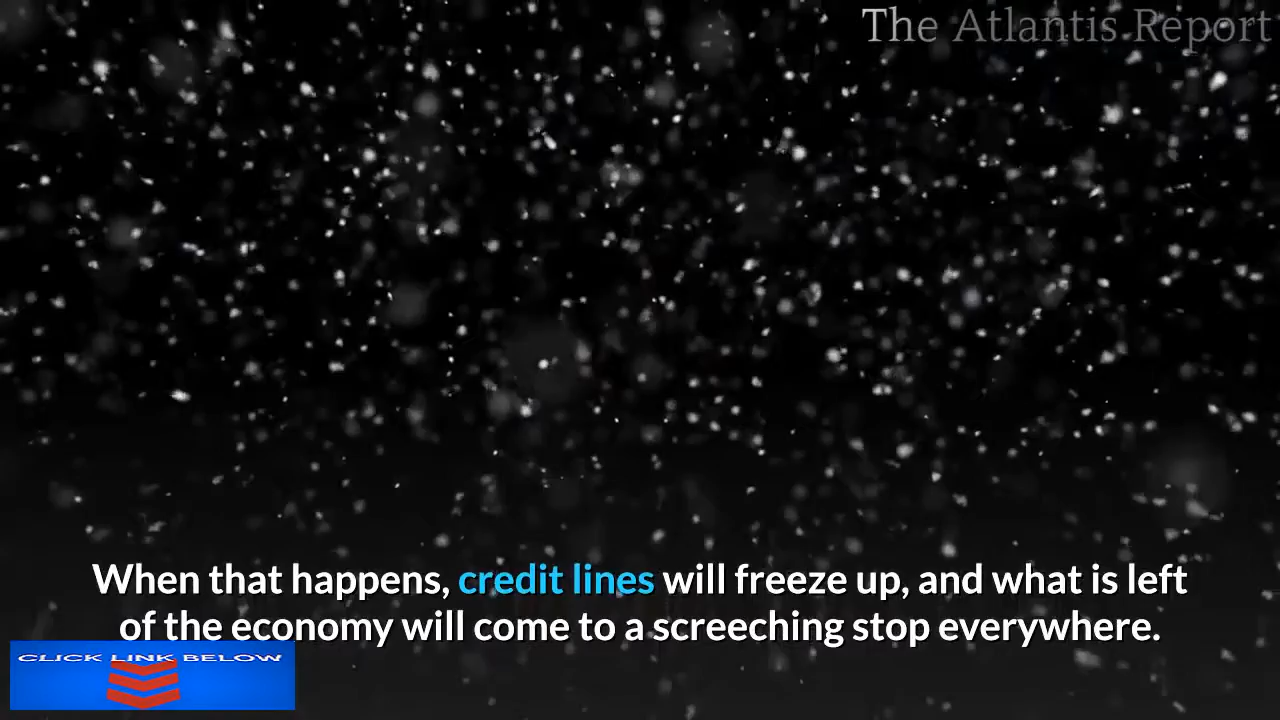 The Atlantis Report
When that happens, credit lines will freeze up, and what is left
of the economy will come to a screeching stop everywhere.
CLICK LINK BELOW